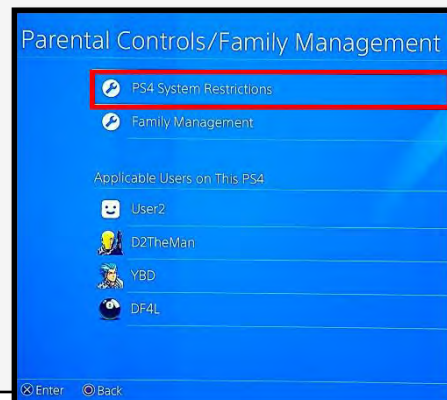 Parental Controls/Family Management
PS4 System Restrictions
Family Management
Applicable Users on This PS4
User2
D2TheMan
YBD
DF4L
Enter Back